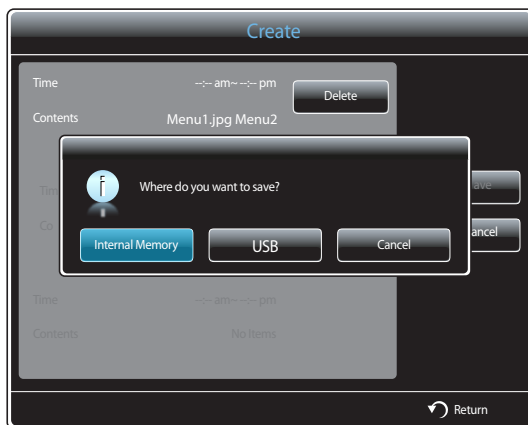 Create
Time --:-- am~ --:-- pm
Delete
Contents Menu1.jpg Menu2
Where do you want to save?
Internal Memory USB Cancel
Time --:-- am~ --:-- pm
Contents No Items
Return